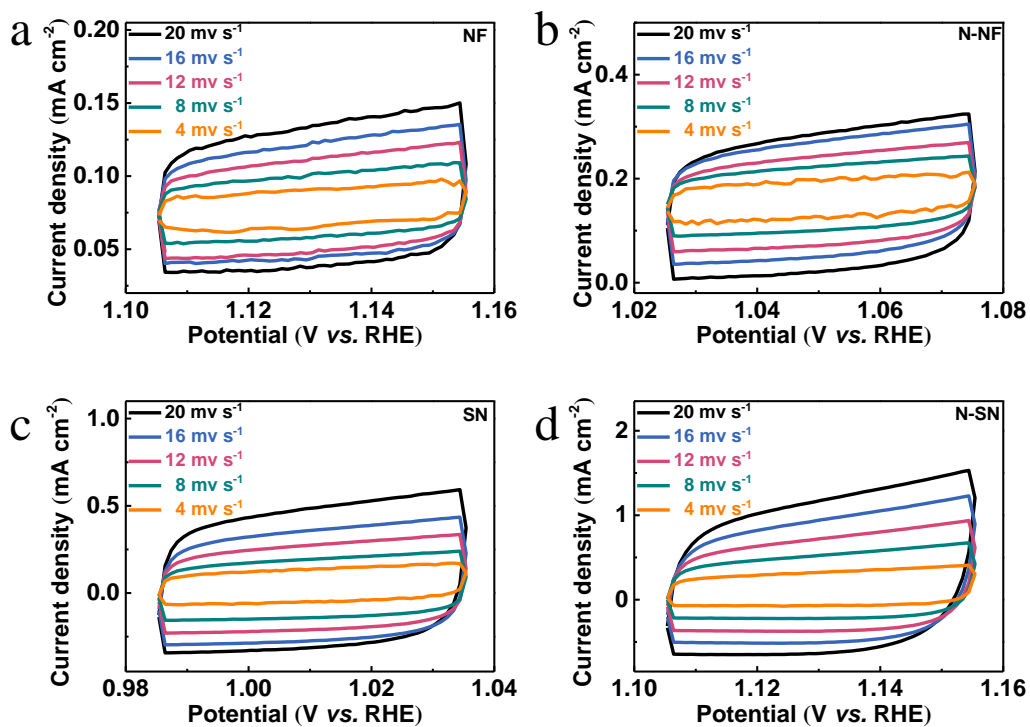 a
20 mv s⁻¹
16 mv s⁻¹
12 mv s⁻¹
8 mv s⁻¹
4 mv s⁻¹
NF
0.20
0.15
0.10
0.05
Current density (mA cm⁻²)
1.10
1.12
1.14
1.16
Potential (V vs. RHE)
b
20 mv s⁻¹
16 mv s⁻¹
12 mv s⁻¹
8 mv s⁻¹
4 mv s⁻¹
N-NF
0.4
0.2
0.0
Current density (mA cm⁻²)
1.02
1.04
1.06
1.08
Potential (V vs. RHE)
c
20 mv s⁻¹
16 mv s⁻¹
12 mv s⁻¹
8 mv s⁻¹
4 mv s⁻¹
SN
1.0
0.5
0.0
Current density (mA cm⁻²)
0.98
1.00
1.02
1.04
Potential (V vs. RHE)
d
20 mv s⁻¹
16 mv s⁻¹
12 mv s⁻¹
8 mv s⁻¹
4 mv s⁻¹
N-SN
2
1
0
Current density (mA cm⁻²)
1.10
1.12
1.14
1.16
Potential (V vs. RHE)